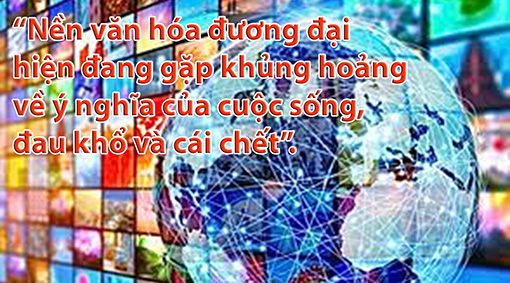 “Nền văn hóa đương đại
hiện đang gặp khủng hoảng
về ý nghĩa của cuộc sống,
đau khổ và cái chết”.